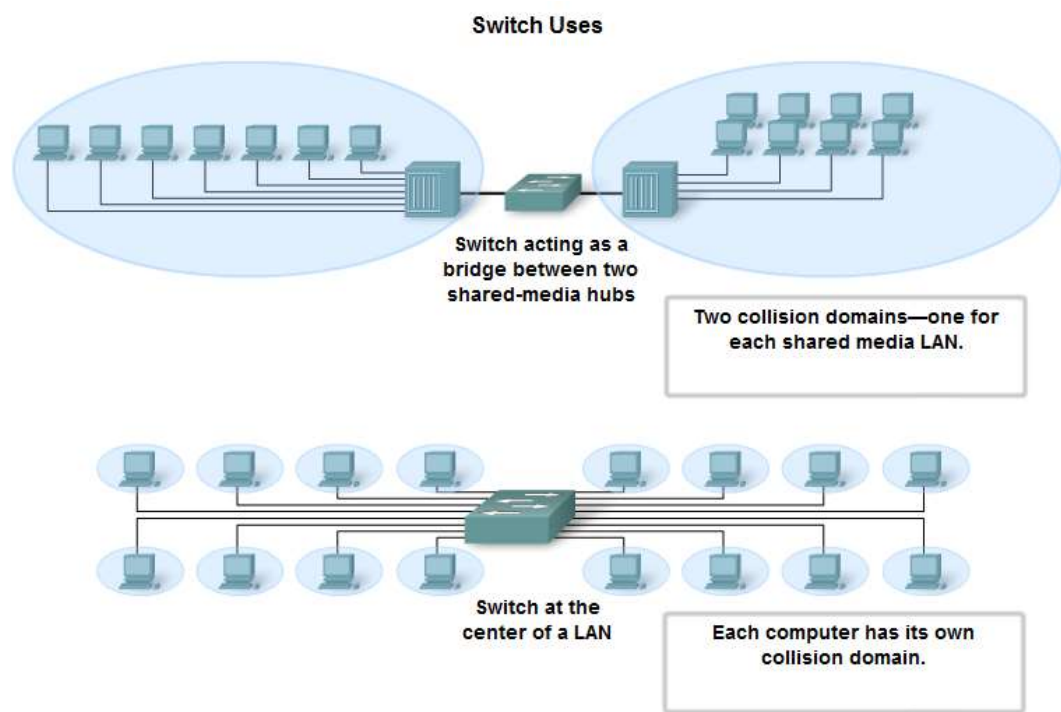 Switch Uses
Switch acting as a
bridge between two
shared-media hubs
Two collision domains—one for
each shared media LAN.
Switch at the
center of a LAN
Each computer has its own
collision domain.